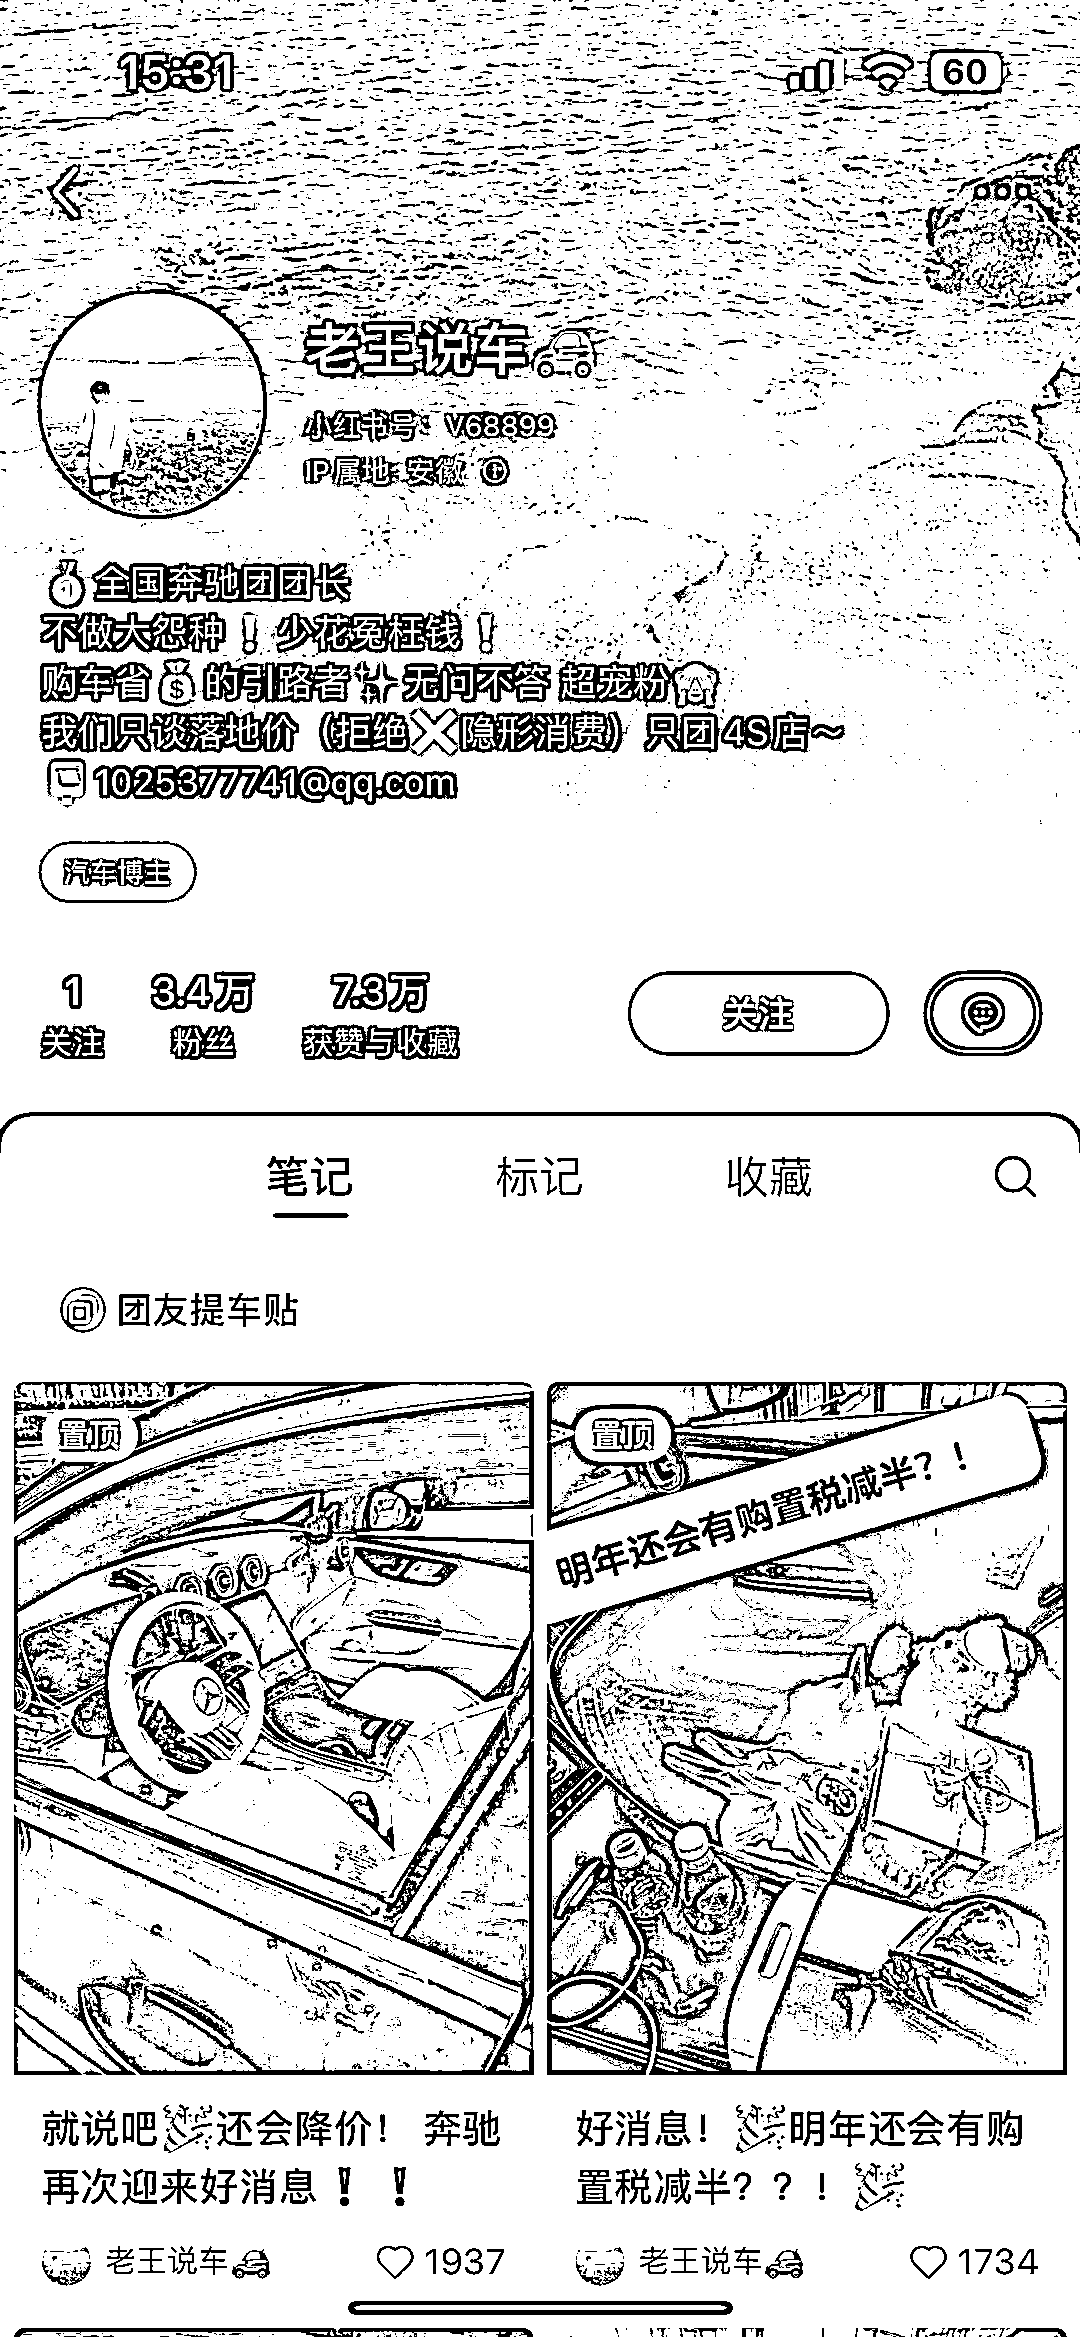 15:31
60
老王说车🚗
小红书号：V68899
IP属地：安徽
🏅全国奔驰团团长
不做大怨种❗少花冤枉钱❗
购车省💰的引路者✨无问不答 超宠粉🙈
我们只谈落地价（拒绝❌隐形消费）只团4S店～
1025377741@qq.com
汽车博主
1 3.4万 7.3万
关注 粉丝 获赞与收藏
关注
笔记 标记 收藏
团友提车贴
置顶
置顶
明年还会有购置税减半？！
就说吧🎉还会降价！ 奔驰
再次迎来好消息❗❗
老王说车🚗 1937
好消息！🎉明年还会有购
置税减半？？！🎉
老王说车🚗 1734